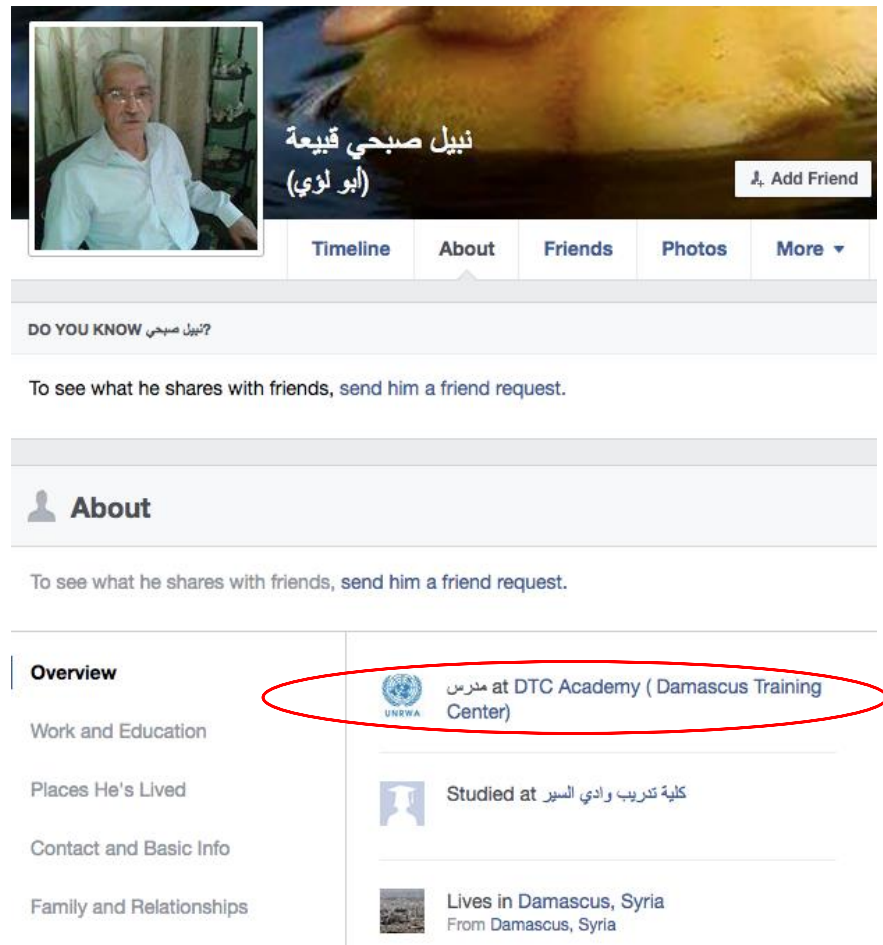 نبيل صبحي قبيعة
(أبو لؤي)
Add Friend
Timeline About Friends Photos More
DO YOU KNOW نبيل صبحي?
To see what he shares with friends, send him a friend request.
About
To see what he shares with friends, send him a friend request.
Overview
Work and Education
Places He's Lived
Contact and Basic Info
Family and Relationships
UNRWA
مدرس at DTC Academy ( Damascus Training
Center)
Studied at كلية تدريب وادي السير
Lives in Damascus, Syria
From Damascus, Syria